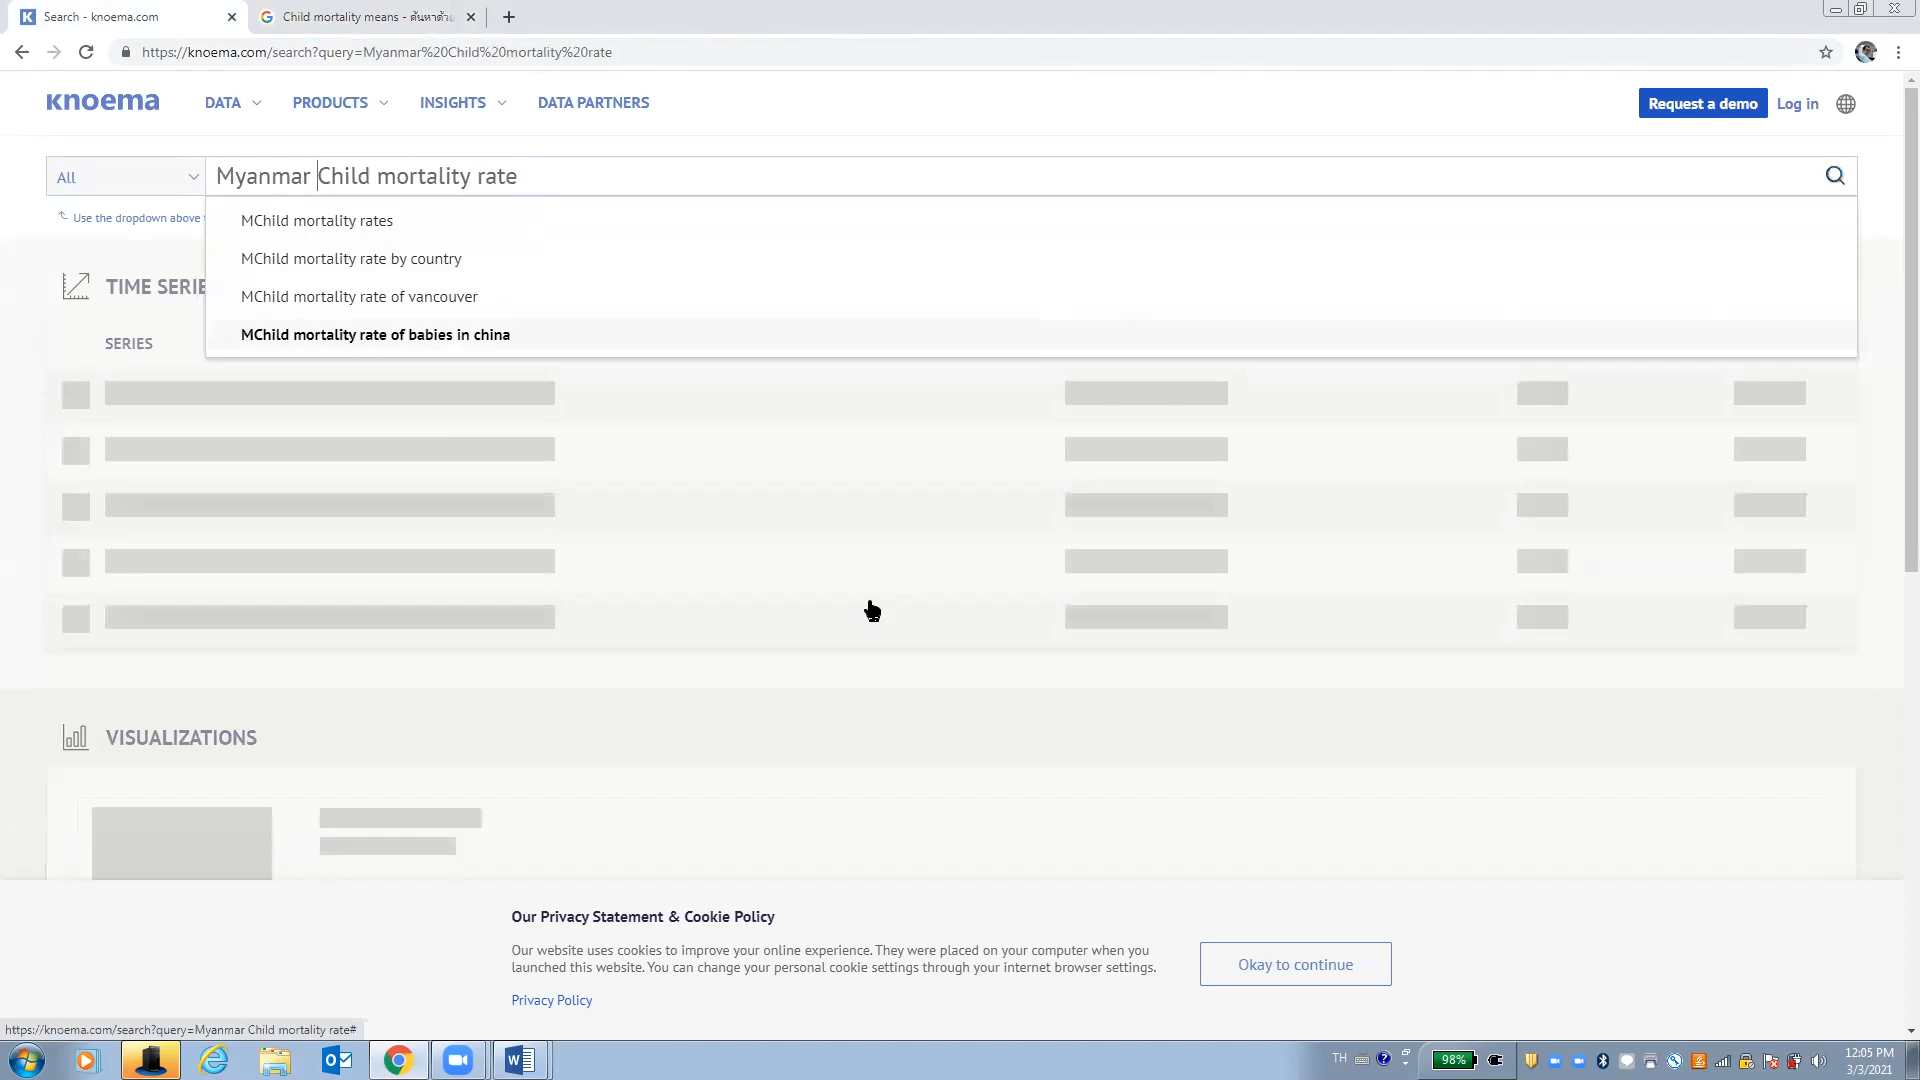 Search - knoema.com
Child mortality means - ค้นหาด้วย
https://knoema.com/search?query=Myanmar%20Child%20mortality%20rate
knoema
DATA
PRODUCTS
INSIGHTS
DATA PARTNERS
Request a demo
Log in
All
Myanmar Child mortality rate
Use the dropdown above
MChild mortality rates
MChild mortality rate by country
MChild mortality rate of vancouver
MChild mortality rate of babies in china
TIME SERIE
SERIES
VISUALIZATIONS
Our Privacy Statement & Cookie Policy
Our website uses cookies to improve your online experience. They were placed on your computer when you
launched this website. You can change your personal cookie settings through your internet browser settings.
Privacy Policy
Okay to continue
https://knoema.com/search?query=Myanmar Child mortality rate#
TH
98%
12:05 PM
3/3/2021